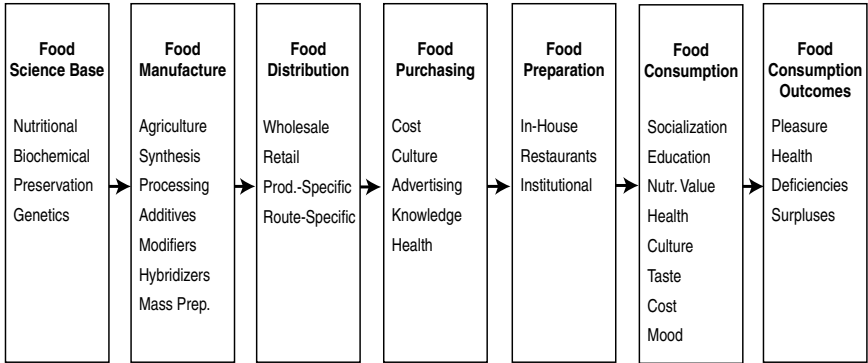 Food
Science Base
Nutritional
Biochemical
Preservation
Genetics
Food
Manufacture
Agriculture
Synthesis
Processing
Additives
Modifiers
Hybridizers
Mass Prep.
Food
Distribution
Wholesale
Retail
Prod.-Specific
Route-Specific
Food
Purchasing
Cost
Culture
Advertising
Knowledge
Health
Food
Preparation
In-House
Restaurants
Institutional
Food
Consumption
Socialization
Education
Nutr. Value
Health
Culture
Taste
Cost
Mood
Food
Consumption
Outcomes
Pleasure
Health
Deficiencies
Surpluses